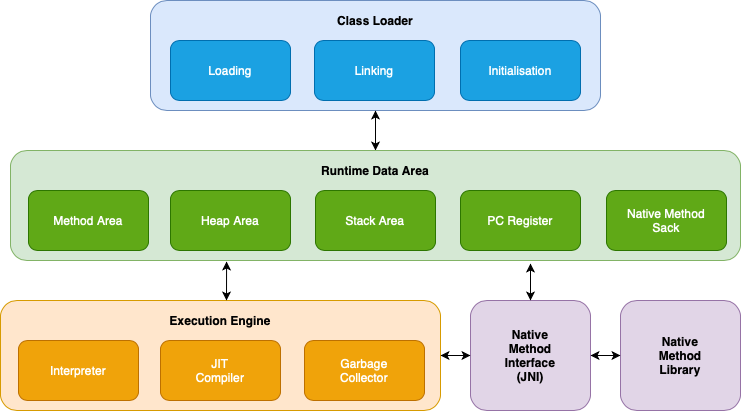 Class Loader
Loading
Linking
Initialisation
Runtime Data Area
Method Area
Heap Area
Stack Area
PC Register
Native Method
Sack
Execution Engine
Interpreter
JIT
Compiler
Garbage
Collector
Native
Method
Interface
(JNI)
Native
Method
Library